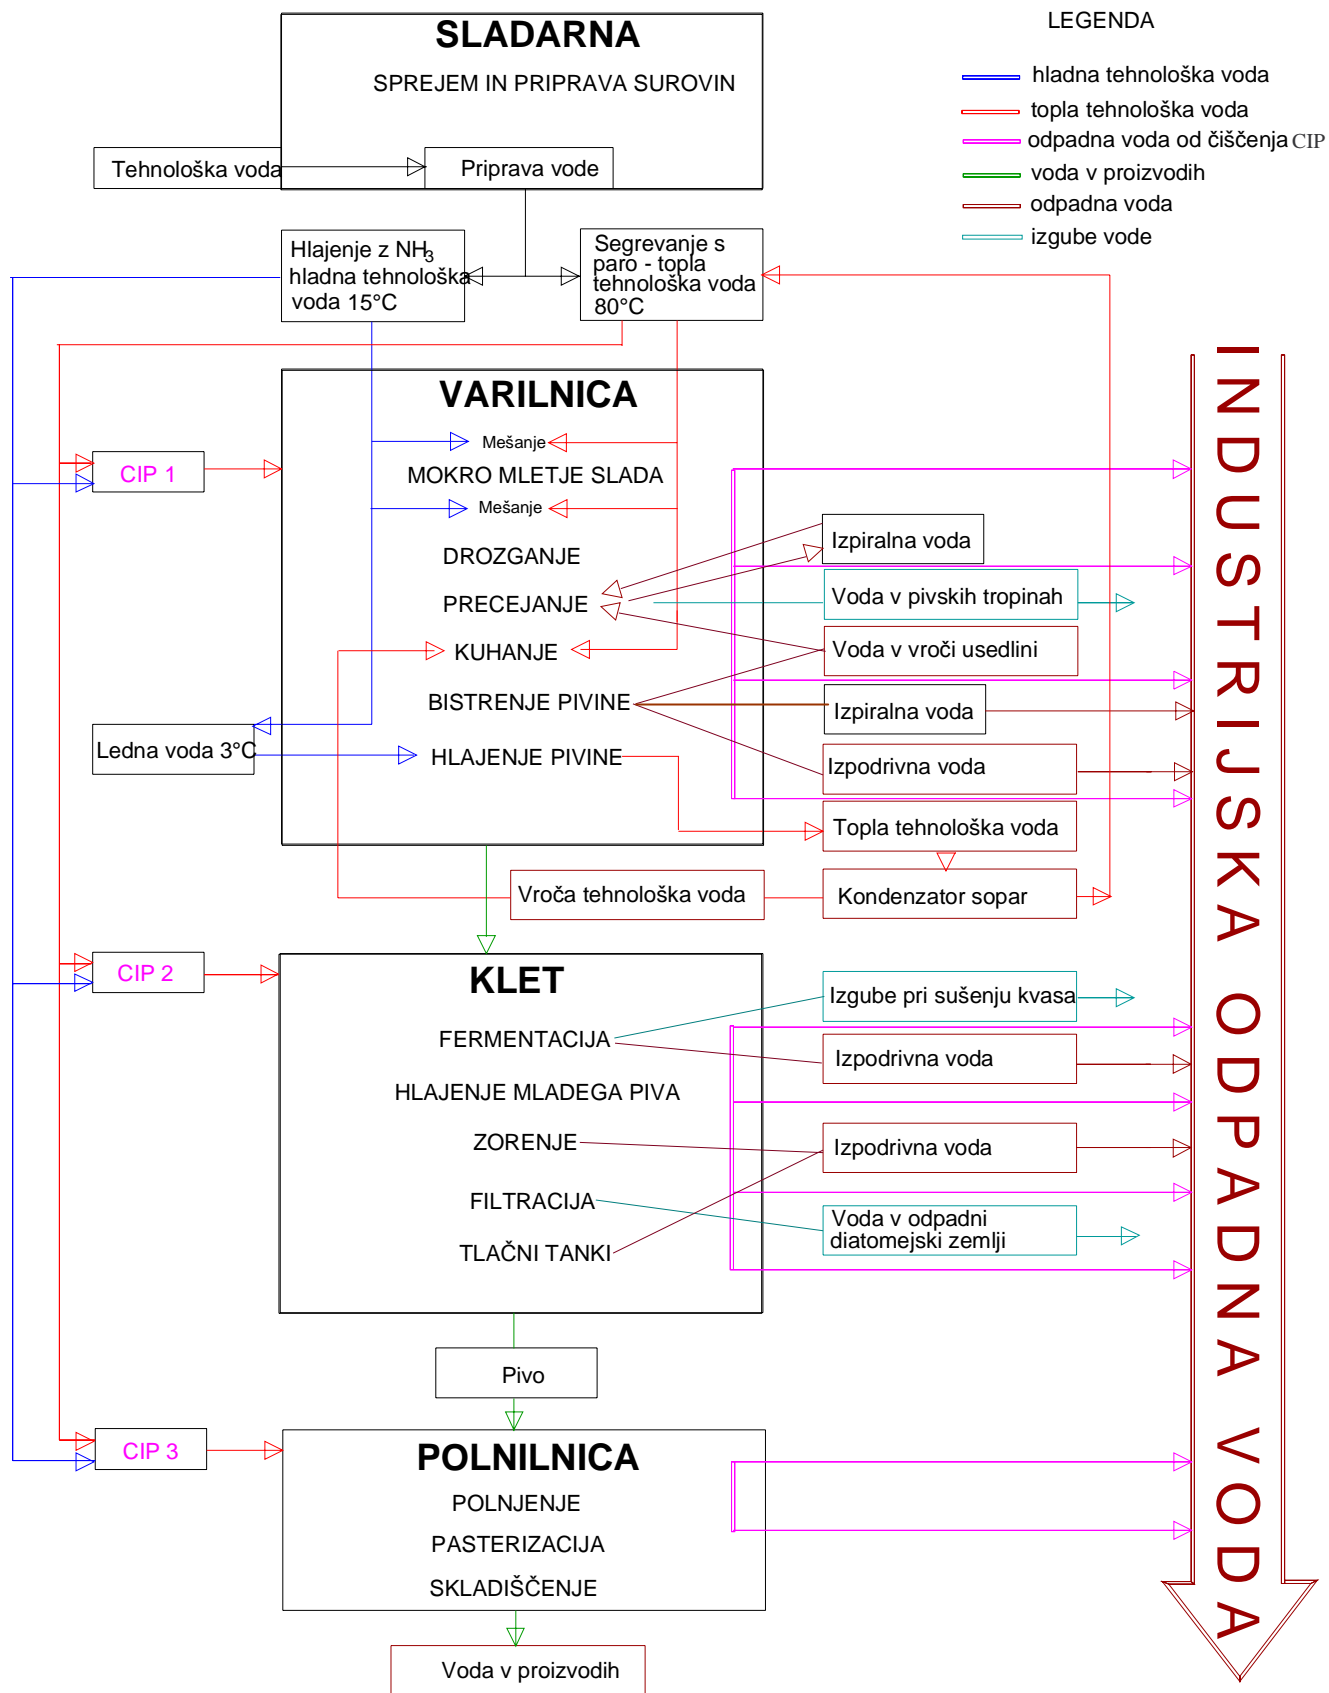 SLADARNA
SPREJEM IN PRIPRAVA SUROVIN
Tehnološka voda
Priprava vode
LEGENDA
hladna tehnološka voda
topla tehnološka voda
odpadna voda od čiščenja CIP
voda v proizvodih
odpadna voda
izgube vode
Hlajenje z NH3
hladna tehnološka
voda 15°C
Segrevanje s
paro - topla
tehnološka voda
80°C
VARILNICA
Mešanje
CIP 1
MOKRO MLETJE SLADA
Mešanje
DROZGANJE
PRECEJANJE
KUHANJE
BISTRENJE PIVINE
Ledna voda 3°C
HLAJENJE PIVINE
Izpiralna voda
Voda v pivskih tropinah
Voda v vroči usedlini
Izpiralna voda
Izpodrivna voda
Topla tehnološka voda
Vroča tehnološka voda
Kondenzator sopar
CIP 2
KLET
FERMENTACIJA
HLAJENJE MLADEGA PIVA
ZORENJE
FILTRACIJA
TLAČNI TANKI
Izgube pri sušenju kvasa
Izpodrivna voda
Izpodrivna voda
Voda v odpadni
diatomejski zemlji
Pivo
CIP 3
POLNILNICA
POLNJENJE
PASTERIZACIJA
SKLADIŠČENJE
Voda v proizvodih
INDUSTRIJSKA ODPADNA VODA